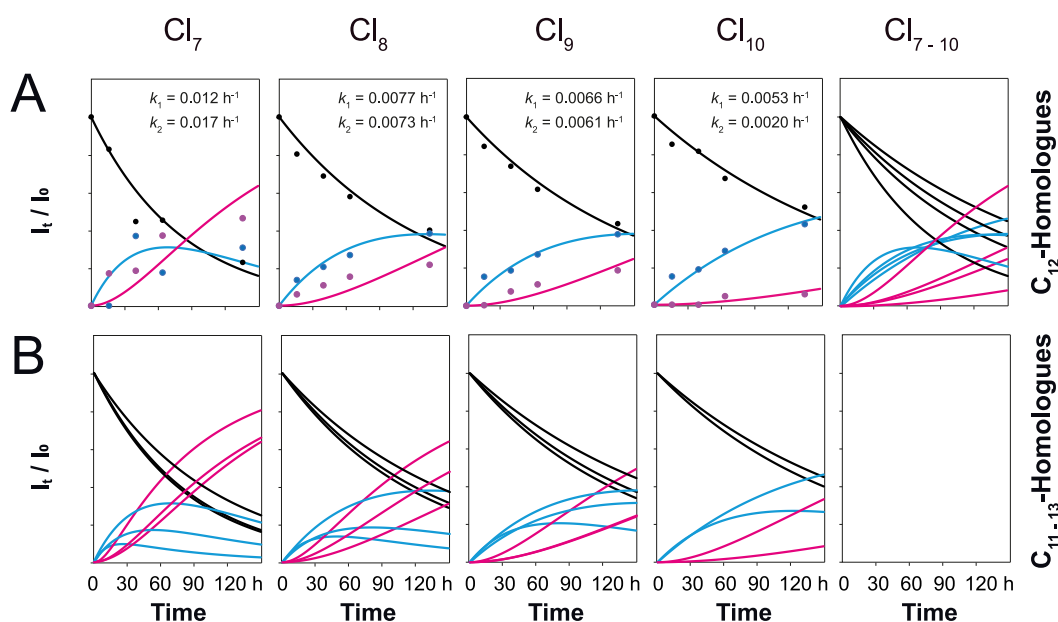 Cl₇ Cl₈ Cl₉ Cl₁₀ Cl₇ ₋ ₁₀
A
k₁ = 0.012 h⁻¹
k₂ = 0.017 h⁻¹
k₁ = 0.0077 h⁻¹
k₂ = 0.0073 h⁻¹
k₁ = 0.0066 h⁻¹
k₂ = 0.0061 h⁻¹
k₁ = 0.0053 h⁻¹
k₂ = 0.0020 h⁻¹
Iₜ / I₀
C₁₂-Homologues
B
Iₜ / I₀
C₁₁₋₁₃-Homologues
0 30 60 90 120 h
0 30 60 90 120 h
0 30 60 90 120 h
0 30 60 90 120 h
0 30 60 90 120 h
Time Time Time Time Time